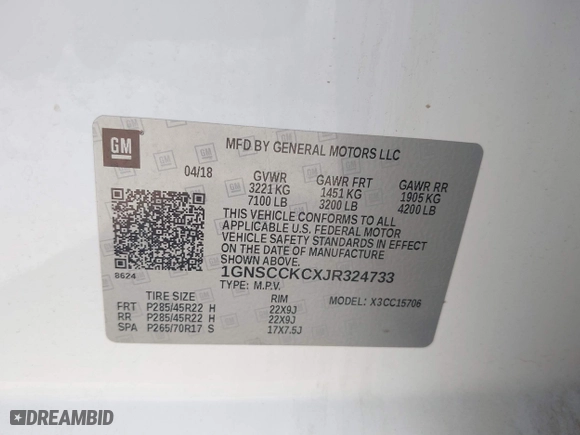 GM
MFD BY GENERAL MOTORS LLC
04/18
GVWR GAWR FRT GAWR RR
3221 KG 1451 KG 1905 KG
7100 LB 3200 LB 4200 LB
THIS VEHICLE CONFORMS TO ALL
APPLICABLE U.S. FEDERAL MOTOR
VEHICLE SAFETY STANDARDS IN EFFECT
ON THE DATE OF MANUFACTURE
SHOWN ABOVE.
8624
1GNSCCKCXJR324733
TYPE: M.P.V. MODEL: X3CC15706
TIRE SIZE RIM
FRT P285/45R22 H 22X9J
RR P285/45R22 H 22X9J
SPA P265/70R17 S 17X7.5J
DREAMBID